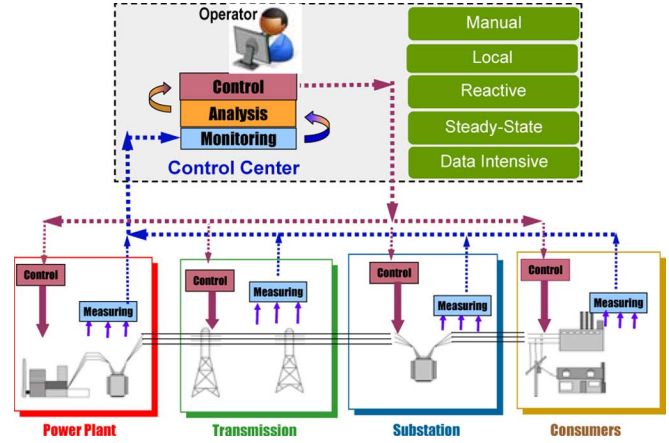 Operator
Control
Analysis
Monitoring
Control Center
Manual
Local
Reactive
Steady-State
Data Intensive
Control
Measuring
Control
Measuring
Control
Measuring
Control
Measuring
Power Plant
Transmission
Substation
Consumers